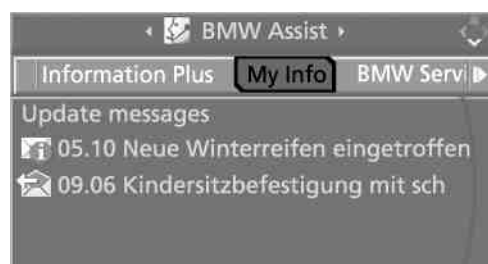 BMW Assist
Information Plus My Info BMW Servi
Update messages
05.10 Neue Winterreifen eingetroffen
09.06 Kindersitzbefestigung mit sch